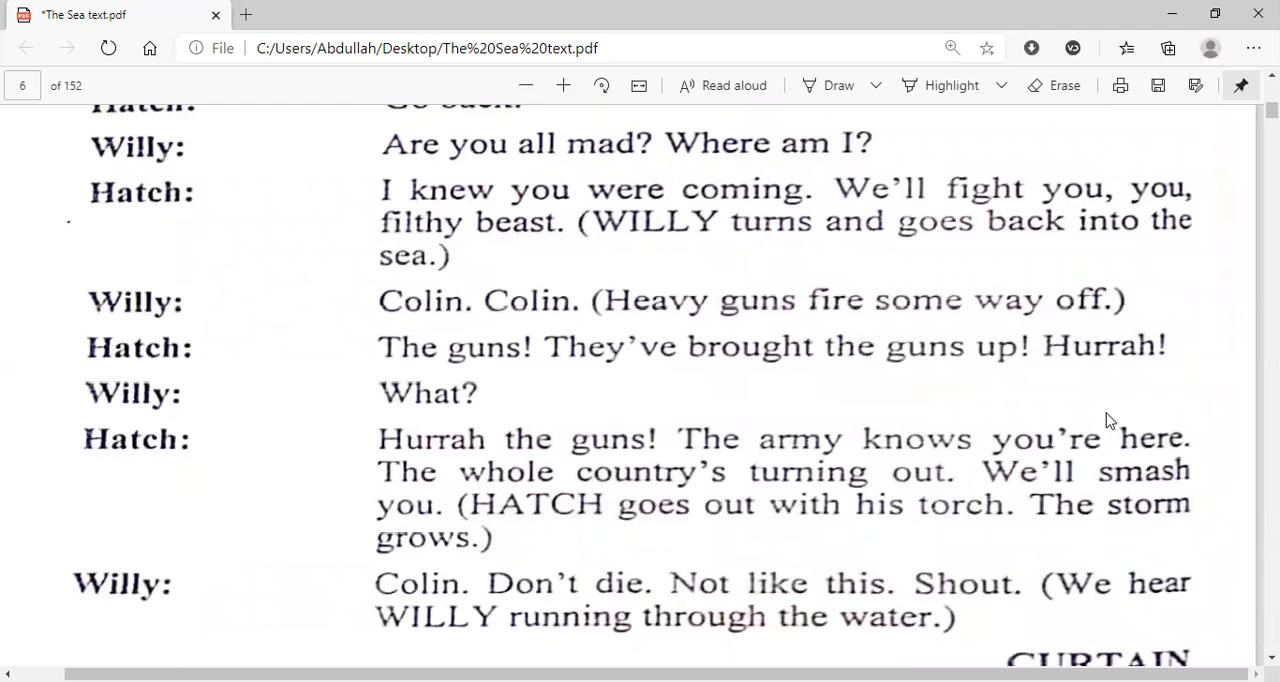 *The Sea text.pdf
File C:/Users/Abdullah/Desktop/The%20Sea%20text.pdf
6 of 152 Read aloud Draw Highlight Erase
Hatch: Go back.
Willy: Are you all mad? Where am I?
Hatch: I knew you were coming. We'll fight you, you,
filthy beast. (WILLY turns and goes back into the
sea.)
Willy: Colin. Colin. (Heavy guns fire some way off.)
Hatch: The guns! They've brought the guns up! Hurrah!
Willy: What?
Hatch: Hurrah the guns! The army knows you're here.
The whole country's turning out. We'll smash
you. (HATCH goes out with his torch. The storm
grows.)
Willy: Colin. Don't die. Not like this. Shout. (We hear
WILLY running through the water.)
CURTAIN